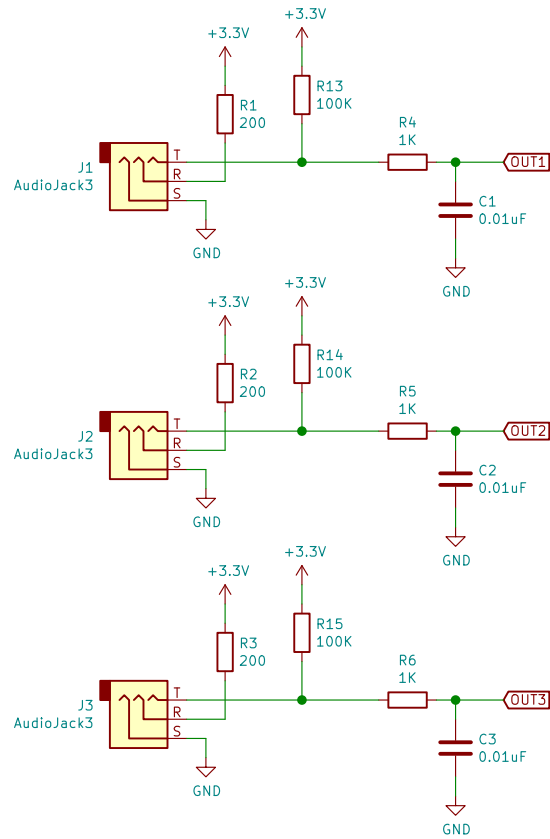 +3.3V
+3.3V
R1
200
R13
100K
R4
1K
J1
AudioJack3
T
R
S
OUT1
C1
0.01uF
GND
GND
+3.3V
+3.3V
R2
200
R14
100K
R5
1K
J2
AudioJack3
T
R
S
OUT2
C2
0.01uF
GND
GND
+3.3V
+3.3V
R3
200
R15
100K
R6
1K
J3
AudioJack3
T
R
S
OUT3
C3
0.01uF
GND
GND